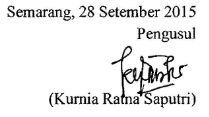 Semarang, 28 Setember 2015
Pengusul
(Kurnia Ratna Saputri)